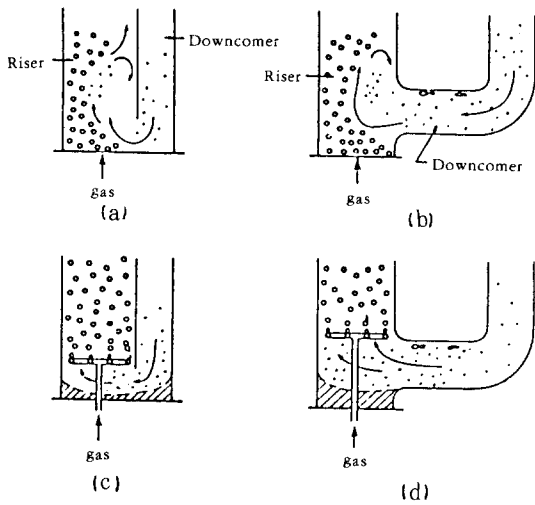 Riser
Downcomer
gas
(a)
Riser
Downcomer
gas
(b)
gas
(c)
gas
(d)